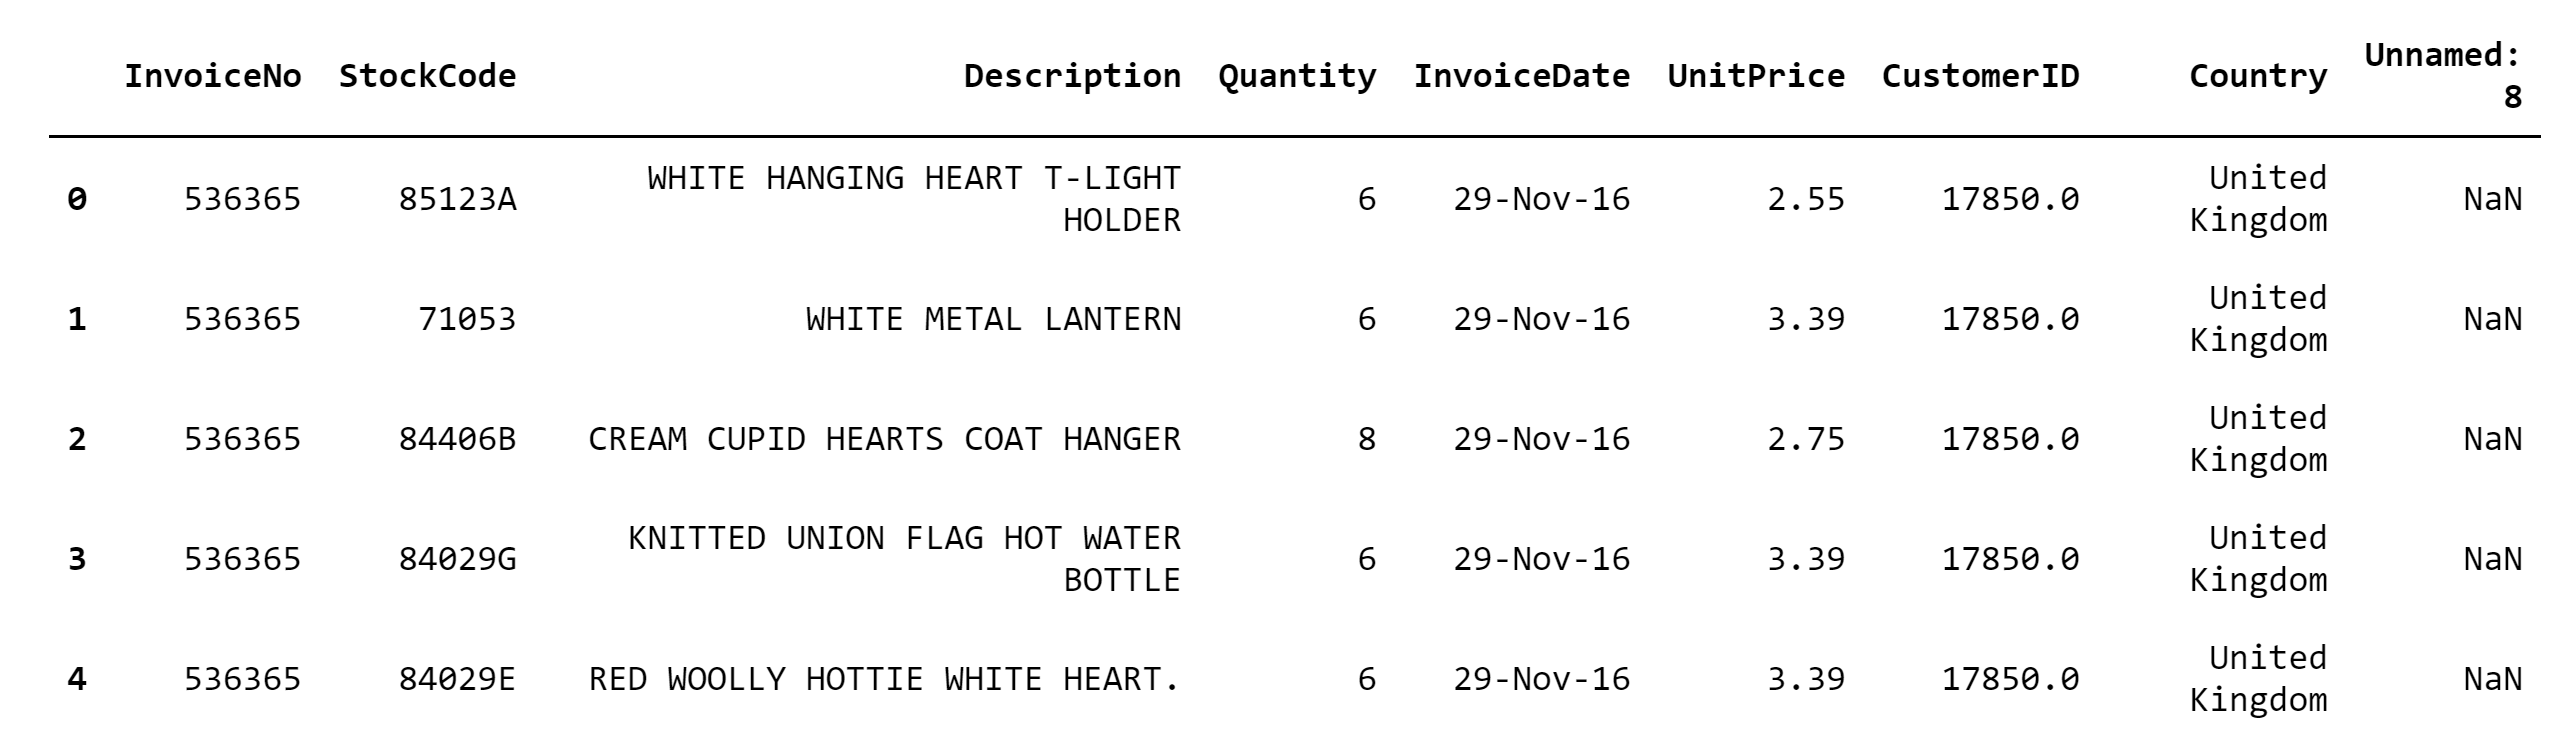 InvoiceNo StockCode Description Quantity InvoiceDate UnitPrice CustomerID Country Unnamed: 8
0 536365 85123A WHITE HANGING HEART T-LIGHT HOLDER 6 29-Nov-16 2.55 17850.0 United Kingdom NaN
1 536365 71053 WHITE METAL LANTERN 6 29-Nov-16 3.39 17850.0 United Kingdom NaN
2 536365 84406B CREAM CUPID HEARTS COAT HANGER 8 29-Nov-16 2.75 17850.0 United Kingdom NaN
3 536365 84029G KNITTED UNION FLAG HOT WATER BOTTLE 6 29-Nov-16 3.39 17850.0 United Kingdom NaN
4 536365 84029E RED WOOLLY HOTTIE WHITE HEART. 6 29-Nov-16 3.39 17850.0 United Kingdom NaN